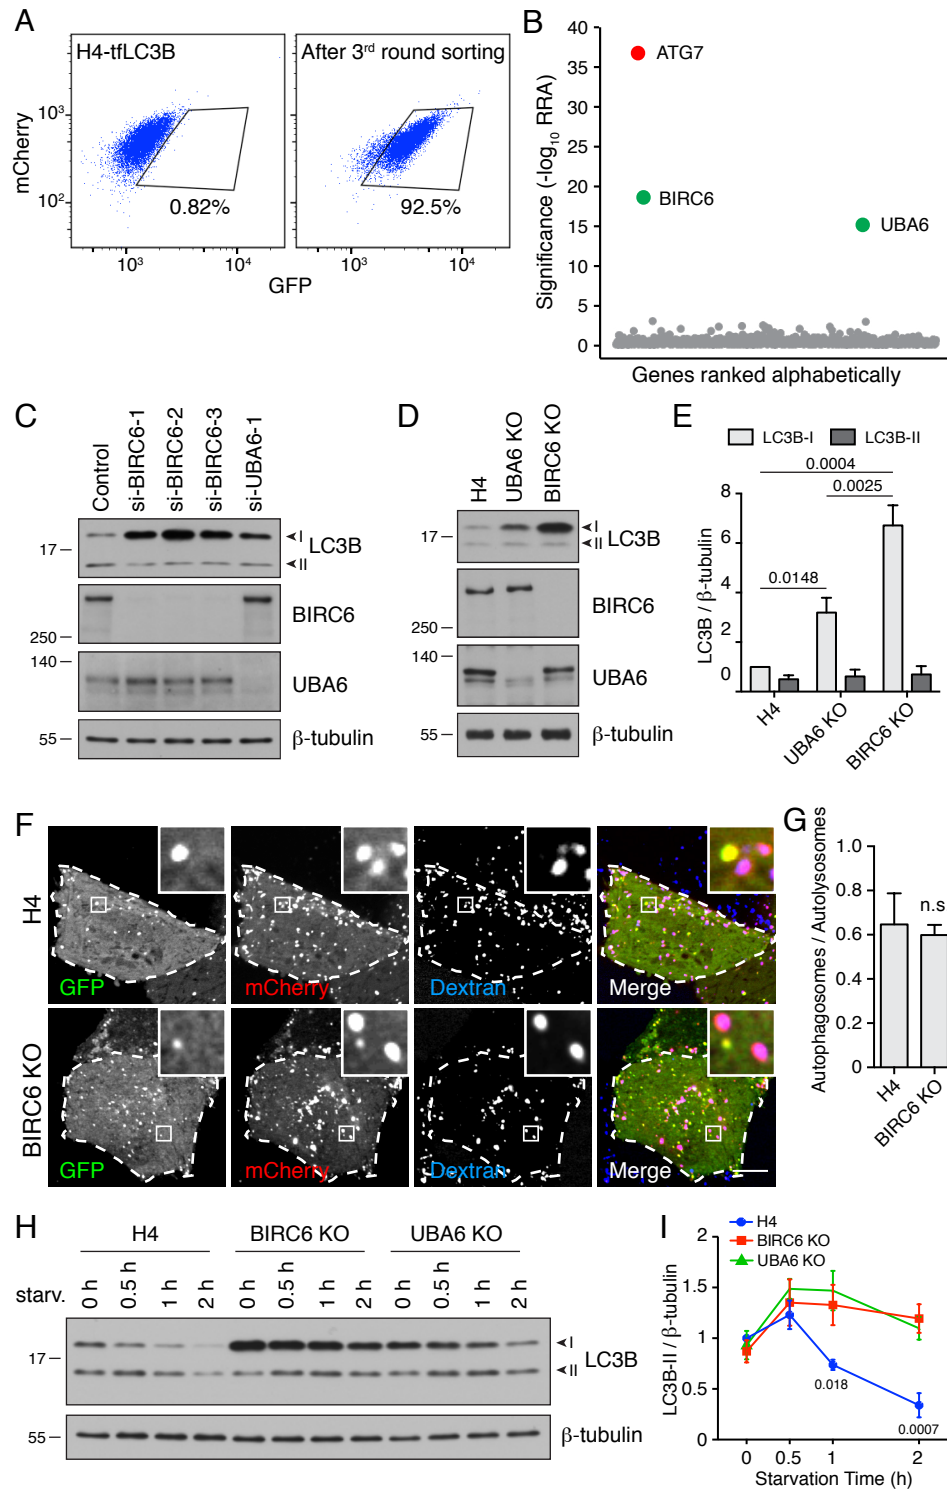 A
H4-tfLC3B
After 3rd round sorting
mCherry
10³
10²
0.82%
92.5%
10³
10⁴
10³
10⁴
GFP
B
Significance (-log10 RRA)
40
35
30
25
20
15
10
5
0
ATG7
BIRC6
UBA6
Genes ranked alphabetically
C
Control
si-BIRC6-1
si-BIRC6-2
si-BIRC6-3
si-UBA6-1
17
I
II
LC3B
BIRC6
250
140
UBA6
55
β-tubulin
D
H4
UBA6 KO
BIRC6 KO
17
I
II
LC3B
BIRC6
250
140
UBA6
55
β-tubulin
E
LC3B-I
LC3B-II
0.0004
0.0025
0.0148
LC3B / β-tubulin
8
6
4
2
0
H4
UBA6 KO
BIRC6 KO
F
H4
GFP
mCherry
Dextran
Merge
BIRC6 KO
GFP
mCherry
Dextran
Merge
G
Autophagosomes / Autolysosomes
1.0
0.8
0.6
0.4
0.2
0
n.s
H4
BIRC6 KO
H
H4
BIRC6 KO
UBA6 KO
starv.
0 h
0.5 h
1 h
2 h
0 h
0.5 h
1 h
2 h
0 h
0.5 h
1 h
2 h
17
I
II
LC3B
55
β-tubulin
I
H4
BIRC6 KO
UBA6 KO
LC3B-II / β-tubulin
2
1.5
1
0.5
0
0.018
0.0007
0
0.5
1
2
Starvation Time (h)